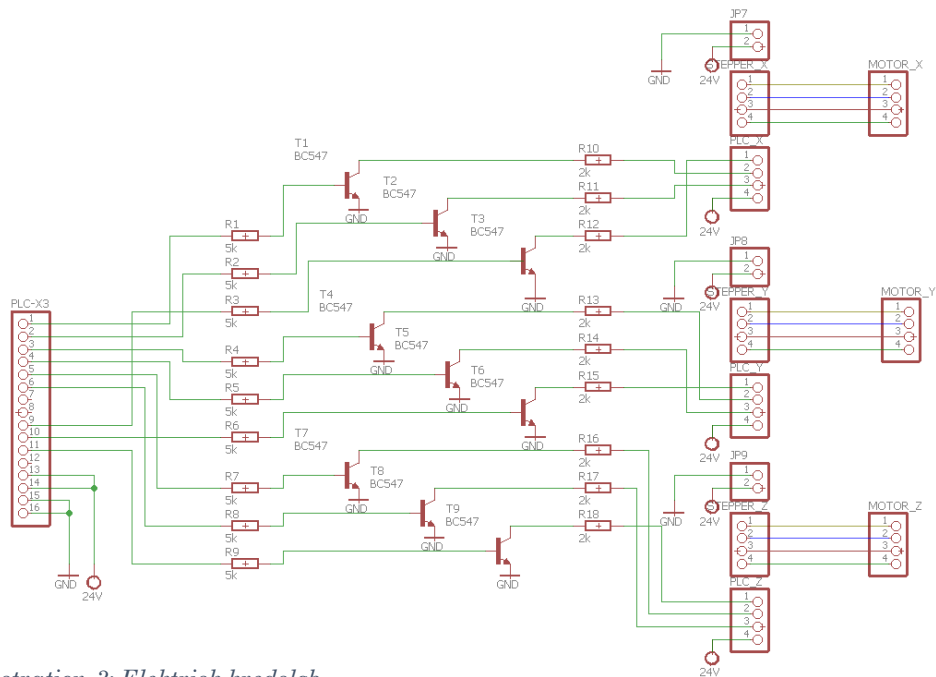 JP7
1
2
GND
24V
STEPPER_X
1
2
3
4
MOTOR_X
1
2
3
4
PLC_X
1
2
3
4
24V
T1
BC547
GND
T2
BC547
GND
T3
BC547
GND
R10
2k
R11
2k
R12
2k
R1
5k
R2
5k
R3
5k
JP8
1
2
GND
24V
STEPPER_Y
1
2
3
4
MOTOR_Y
1
2
3
4
PLC_Y
1
2
3
4
24V
PLC-X3
1
2
3
4
5
6
7
8
9
10
11
12
13
14
15
16
GND
24V
T4
BC547
GND
T5
BC547
GND
T6
BC547
GND
R13
2k
R14
2k
R15
2k
R4
5k
R5
5k
R6
5k
T7
BC547
GND
T8
BC547
GND
T9
BC547
GND
R16
2k
R17
2k
R18
2k
R7
5k
R8
5k
R9
5k
JP9
1
2
GND
24V
STEPPER_Z
1
2
3
4
MOTOR_Z
1
2
3
4
PLC_Z
1
2
3
4
24V